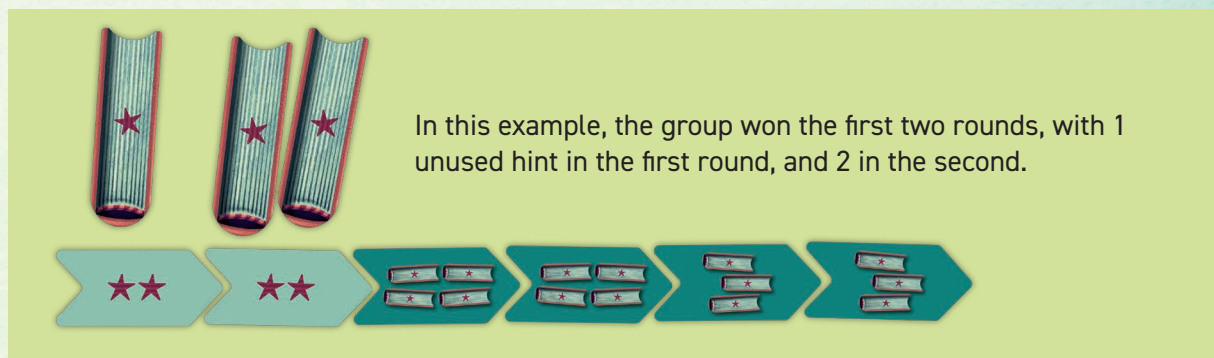 In this example, the group won the first two rounds, with 1
unused hint in the first round, and 2 in the second.